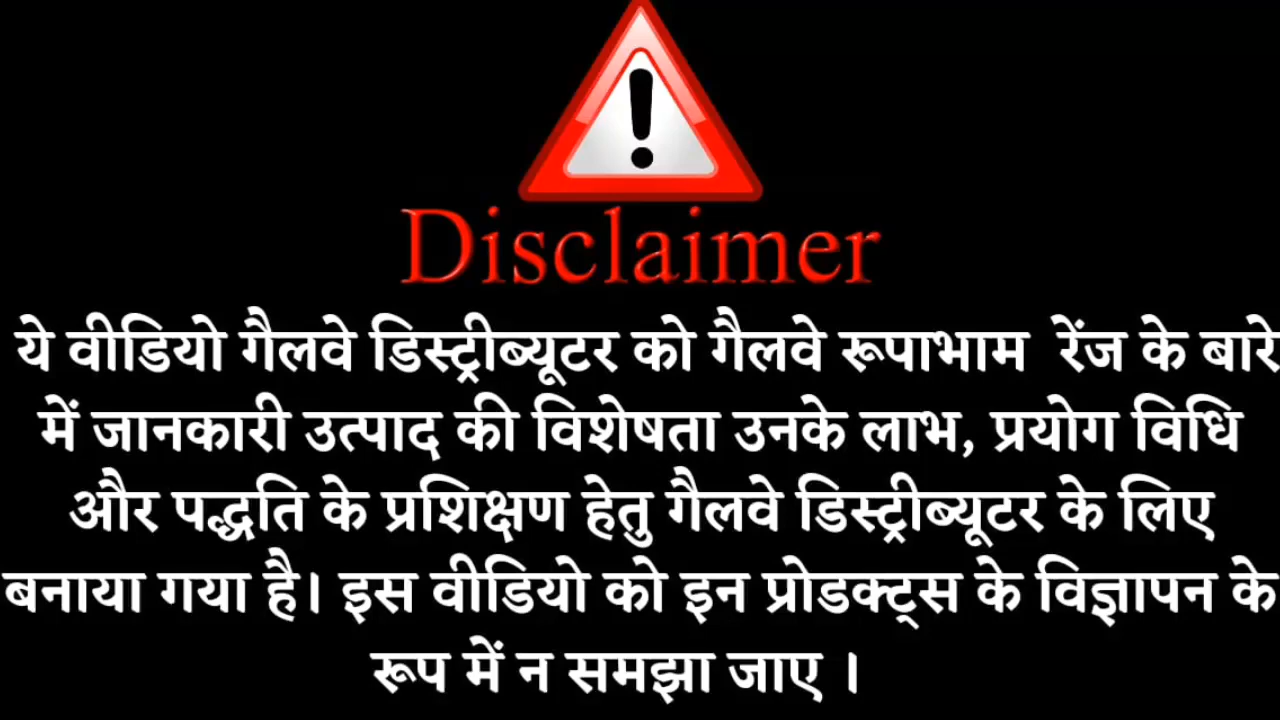 Disclaimer
ये वीडियो गैलवे डिस्ट्रीब्यूटर को गैलवे रूपाभाम रेंज के बारे
में जानकारी उत्पाद की विशेषता उनके लाभ, प्रयोग विधि
और पद्धति के प्रशिक्षण हेतु गैलवे डिस्ट्रीब्यूटर के लिए
बनाया गया है। इस वीडियो को इन प्रोडक्ट्स के विज्ञापन के
रूप में न समझा जाए ।